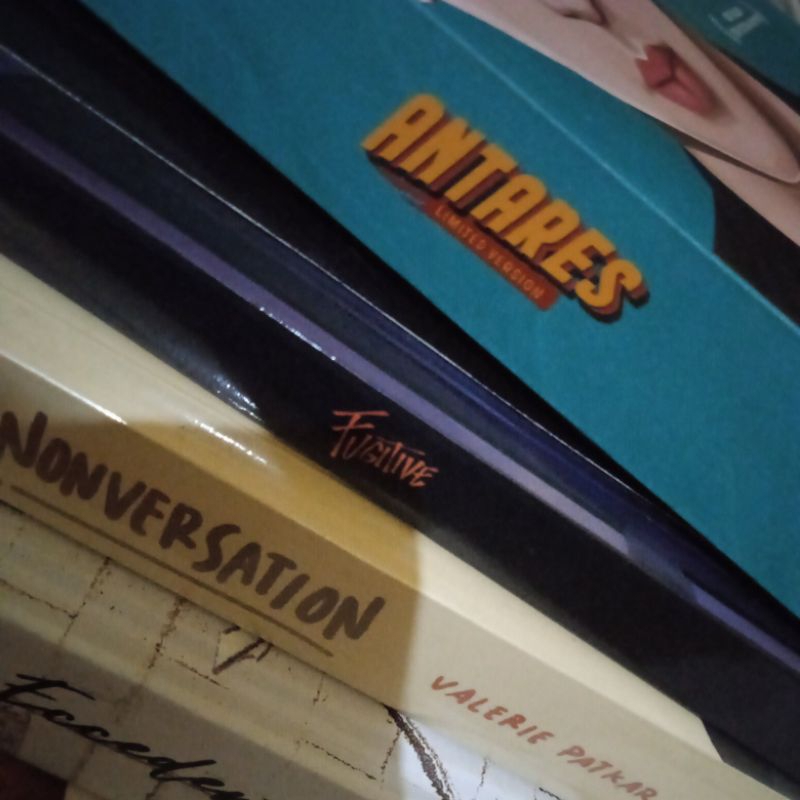 ANTARES
LIMITED VERSION
FUGITIVE
NONVERSATION
VALERIE PATKAR